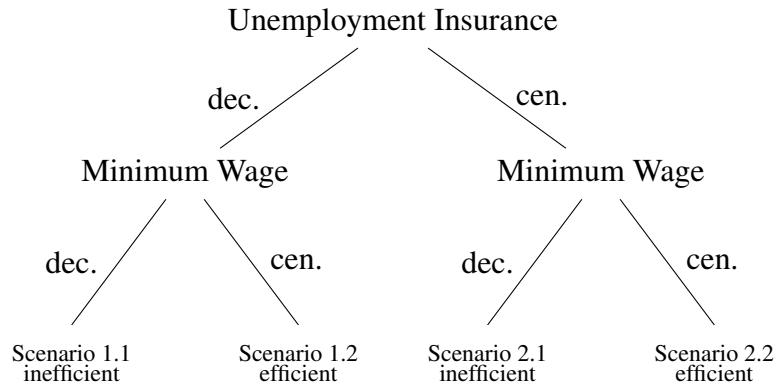 Unemployment Insurance
dec.
cen.
Minimum Wage
Minimum Wage
dec.
cen.
dec.
cen.
Scenario 1.1
inefficient
Scenario 1.2
efficient
Scenario 2.1
inefficient
Scenario 2.2
efficient